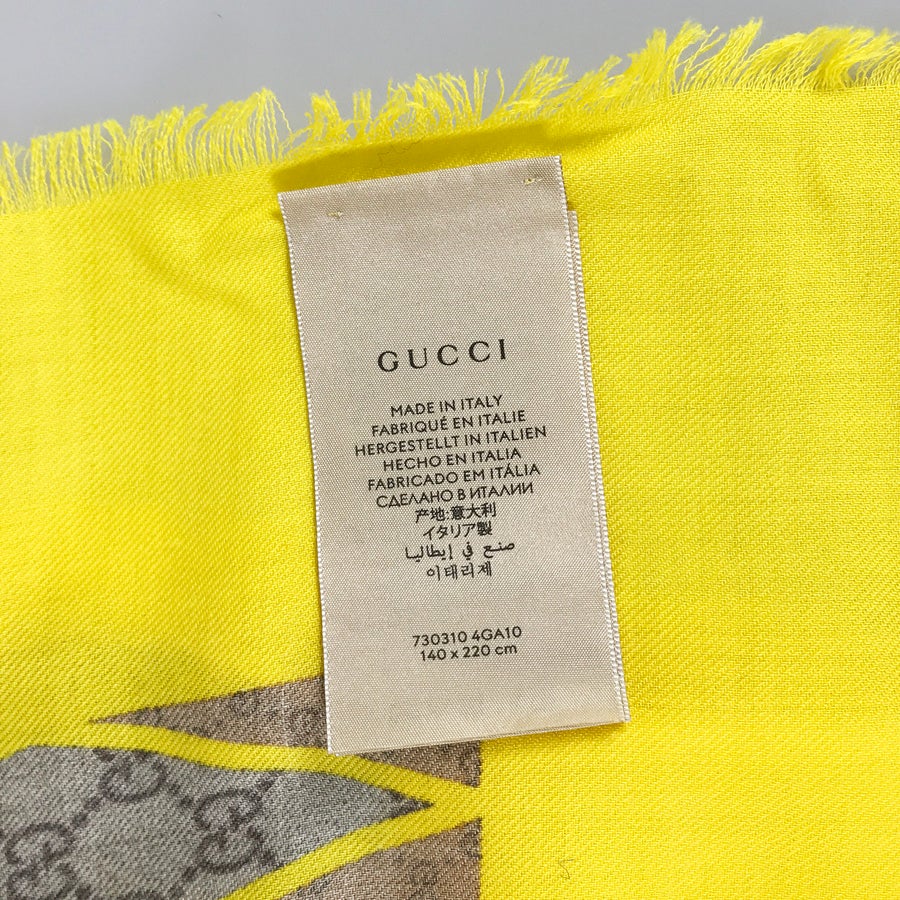 GUCCI
MADE IN ITALY
FABRIQUÉ EN ITALIE
HERGESTELLT IN ITALIEN
HECHO EN ITALIA
FABRICADO EM ITÁLIA
СДЕЛАНО В ИТАЛИИ
产地:意大利
イタリア製
صنع في إيطاليا
이태리제
730310 4GA10
140 x 220 cm